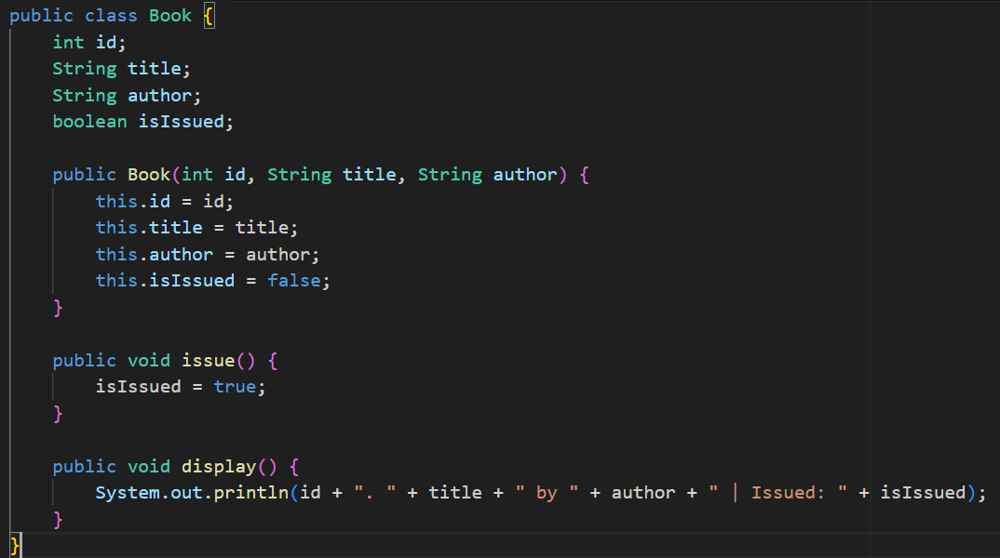 public class Book {
    int id;
    String title;
    String author;
    boolean isIssued;

    public Book(int id, String title, String author) {
        this.id = id;
        this.title = title;
        this.author = author;
        this.isIssued = false;
    }

    public void issue() {
        isIssued = true;
    }

    public void display() {
        System.out.println(id + ". " + title + " by " + author + " | Issued: " + isIssued);
    }
}